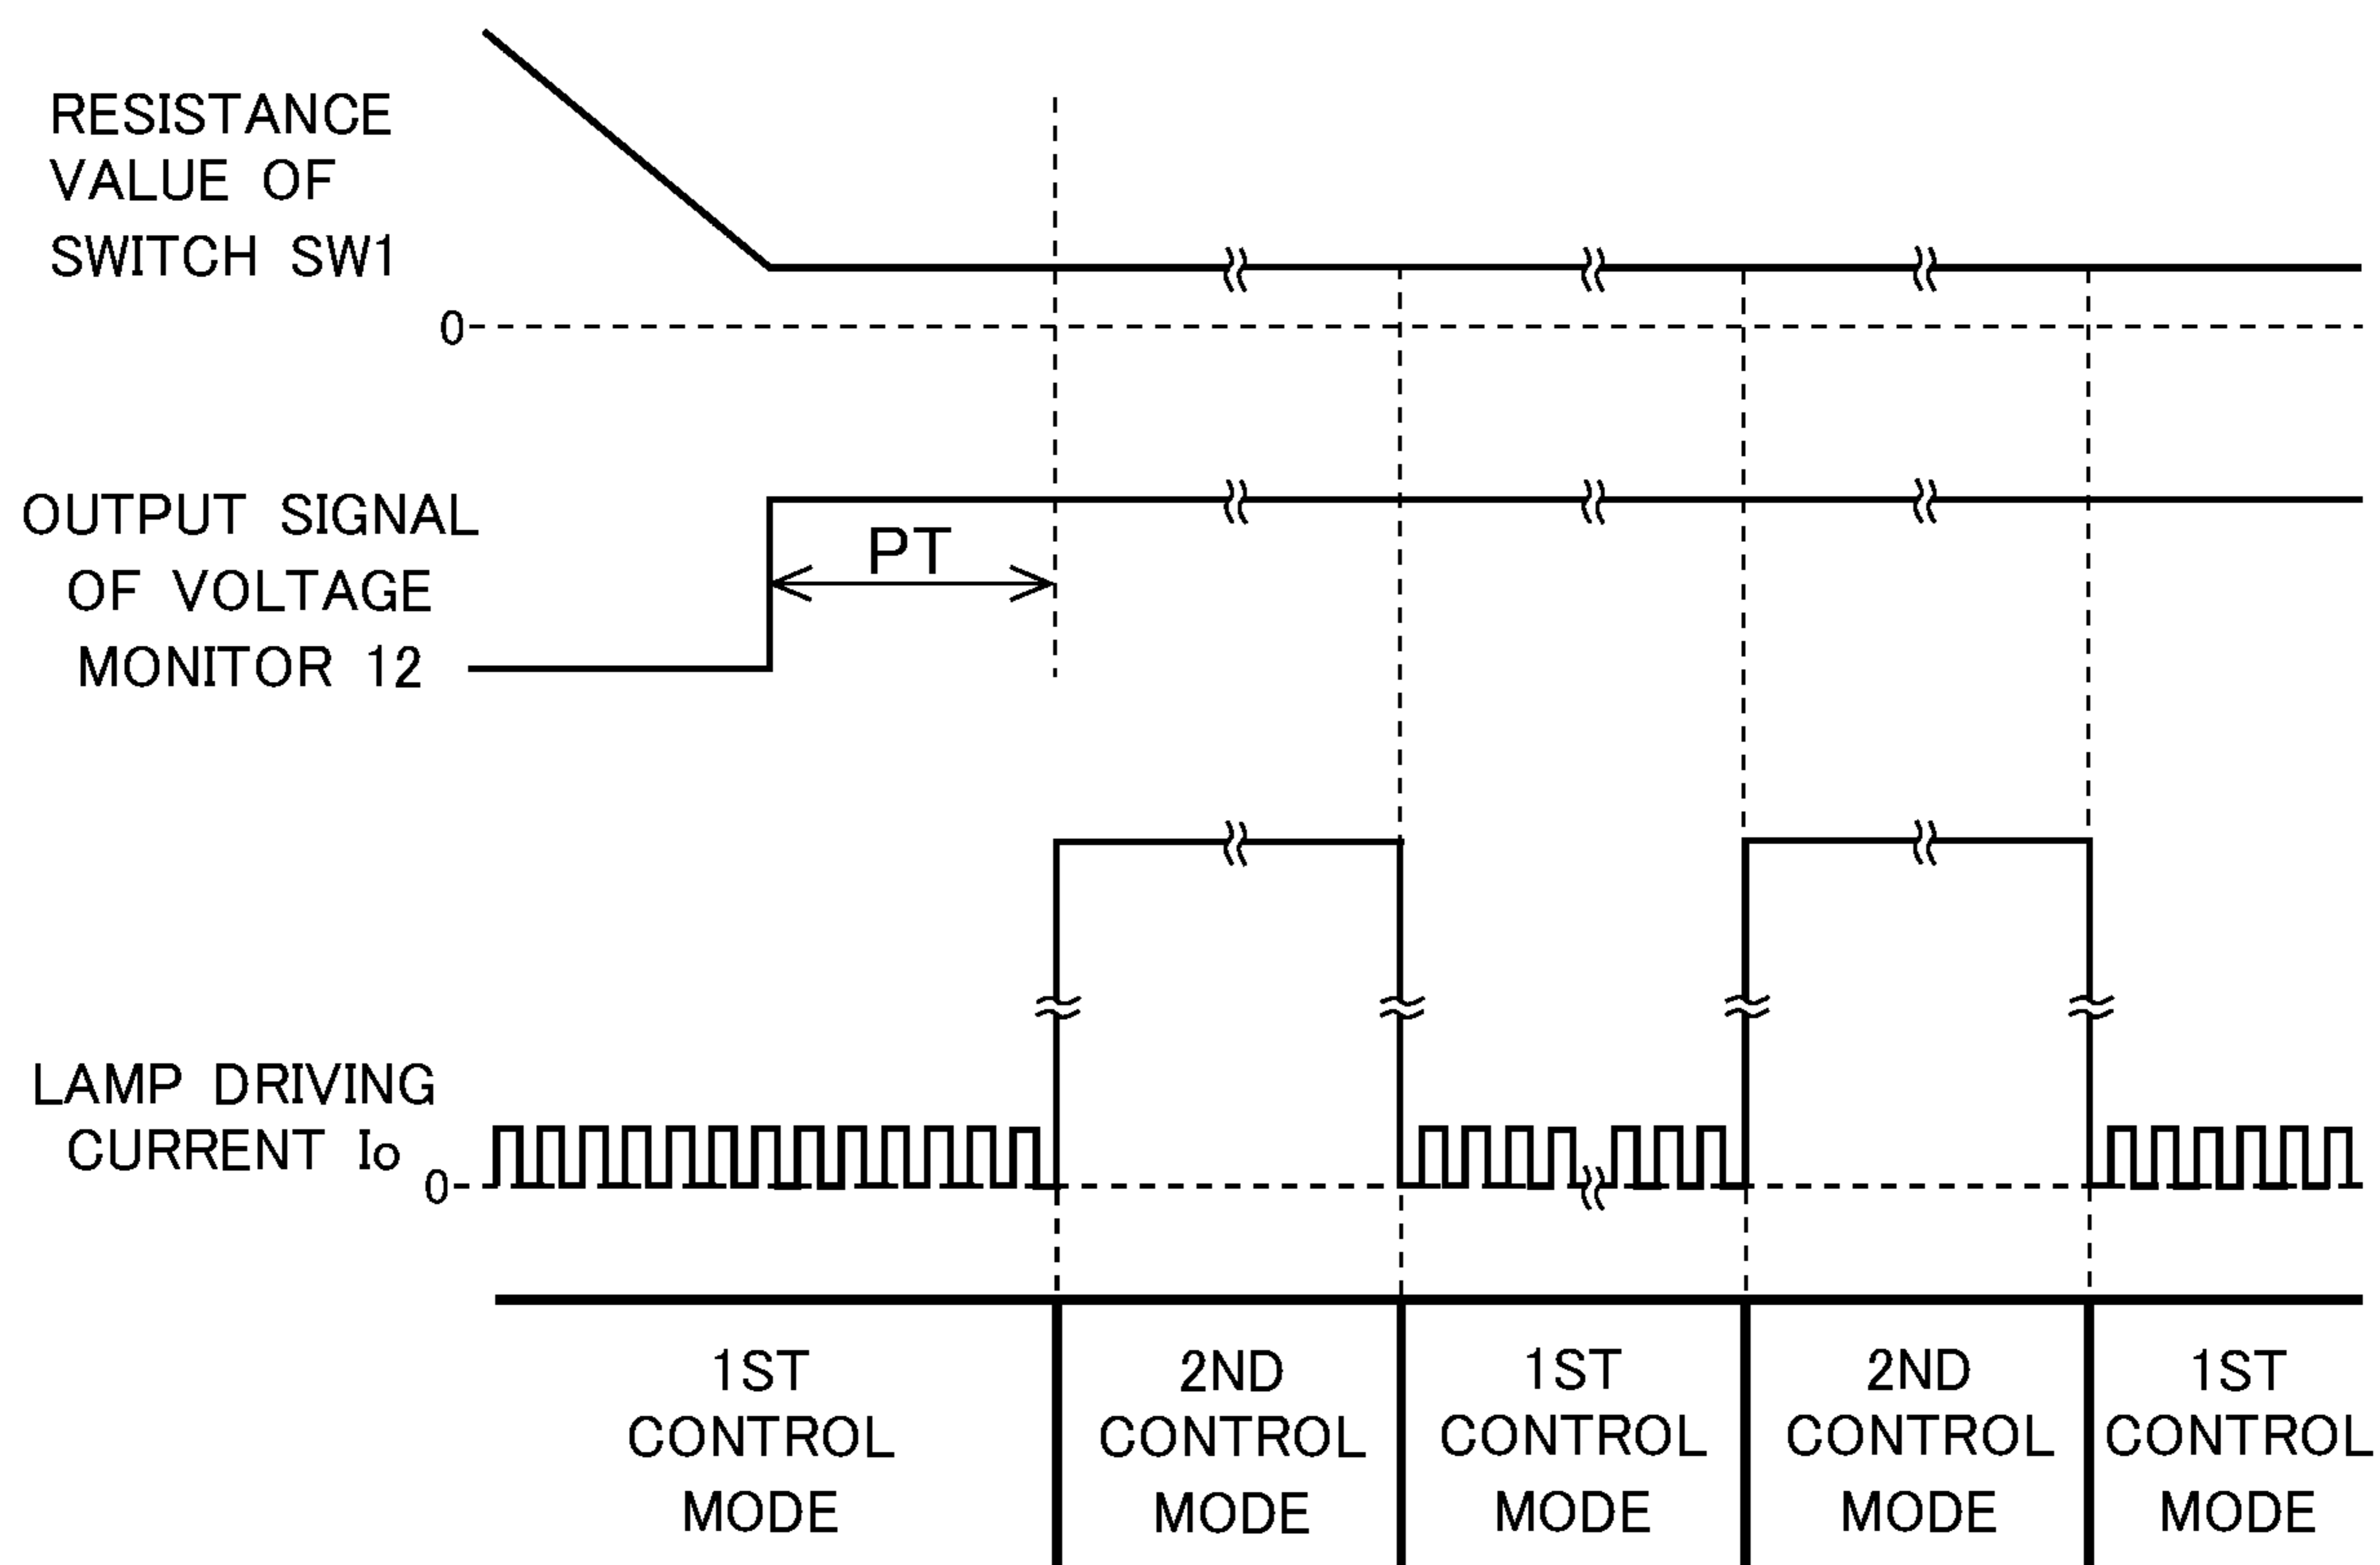 RESISTANCE
VALUE OF
SWITCH SW1
0
OUTPUT SIGNAL
OF VOLTAGE
MONITOR 12
PT
LAMP DRIVING
CURRENT Io
0
1ST
CONTROL
MODE
2ND
CONTROL
MODE
1ST
CONTROL
MODE
2ND
CONTROL
MODE
1ST
CONTROL
MODE